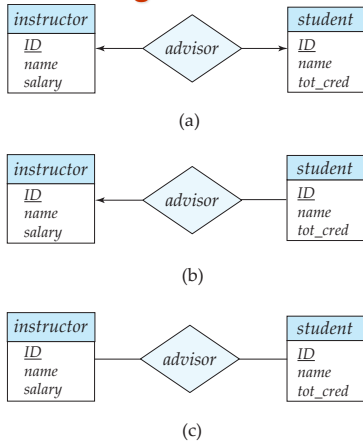 instructor
ID
name
salary
advisor
student
ID
name
tot_cred
(a)
instructor
ID
name
salary
advisor
student
ID
name
tot_cred
(b)
instructor
ID
name
salary
advisor
student
ID
name
tot_cred
(c)